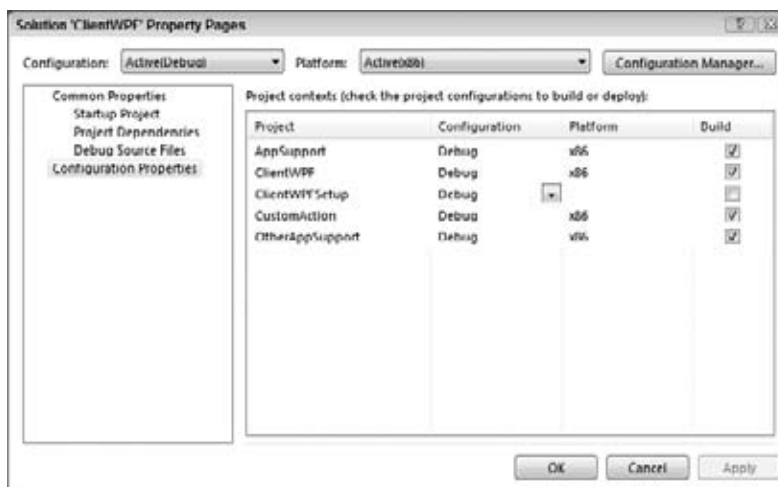 Solution 'ClientWPF' Property Pages
Configuration: Active(Debug) Platform: Active(x86) Configuration Manager...
Common Properties
Startup Project
Project Dependencies
Debug Source Files
Configuration Properties
Project contexts (check the project configurations to build or deploy):
Project Configuration Platform Build
AppSupport Debug x86
ClientWPF Debug x86
ClientWPFSetup Debug
CustomAction Debug x86
OtherAppSupport Debug x86
OK Cancel Apply